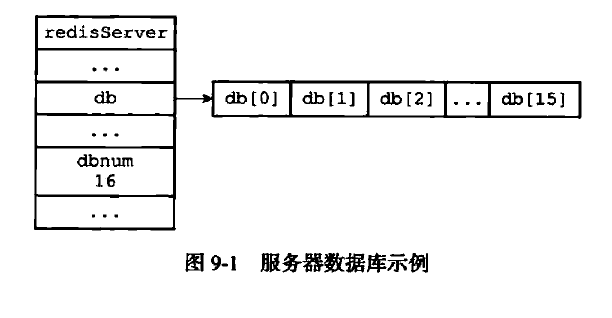 redisServer
...
db
db[0] db[1] db[2] ... db[15]
...
dbnum
16
...
图 9-1 服务器数据库示例